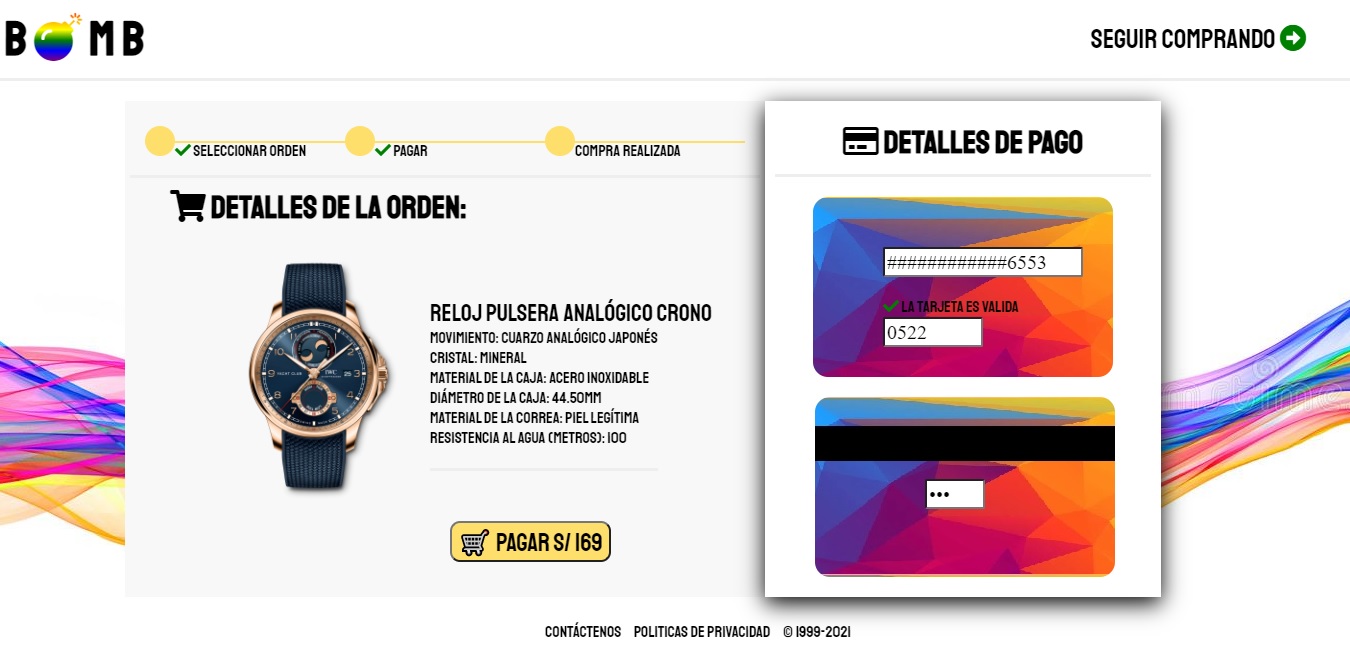 B MB
SEGUIR COMPRANDO
SELECCIONAR ORDEN
PAGAR
COMPRA REALIZADA
DETALLES DE LA ORDEN:
RELOJ PULSERA ANALÓGICO CRONO
MOVIMIENTO: CUARZO ANALÓGICO JAPONÉS
CRISTAL: MINERAL
MATERIAL DE LA CAJA: ACERO INOXIDABLE
DIÁMETRO DE LA CAJA: 44.50MM
MATERIAL DE LA CORREA: PIEL LEGÍTIMA
RESISTENCIA AL AGUA (METROS): 100
PAGAR S/ 169
DETALLES DE PAGO
############6553
LA TARJETA ES VALIDA
0522
•••
CONTÁCTENOS POLITICAS DE PRIVACIDAD © 1999-2021